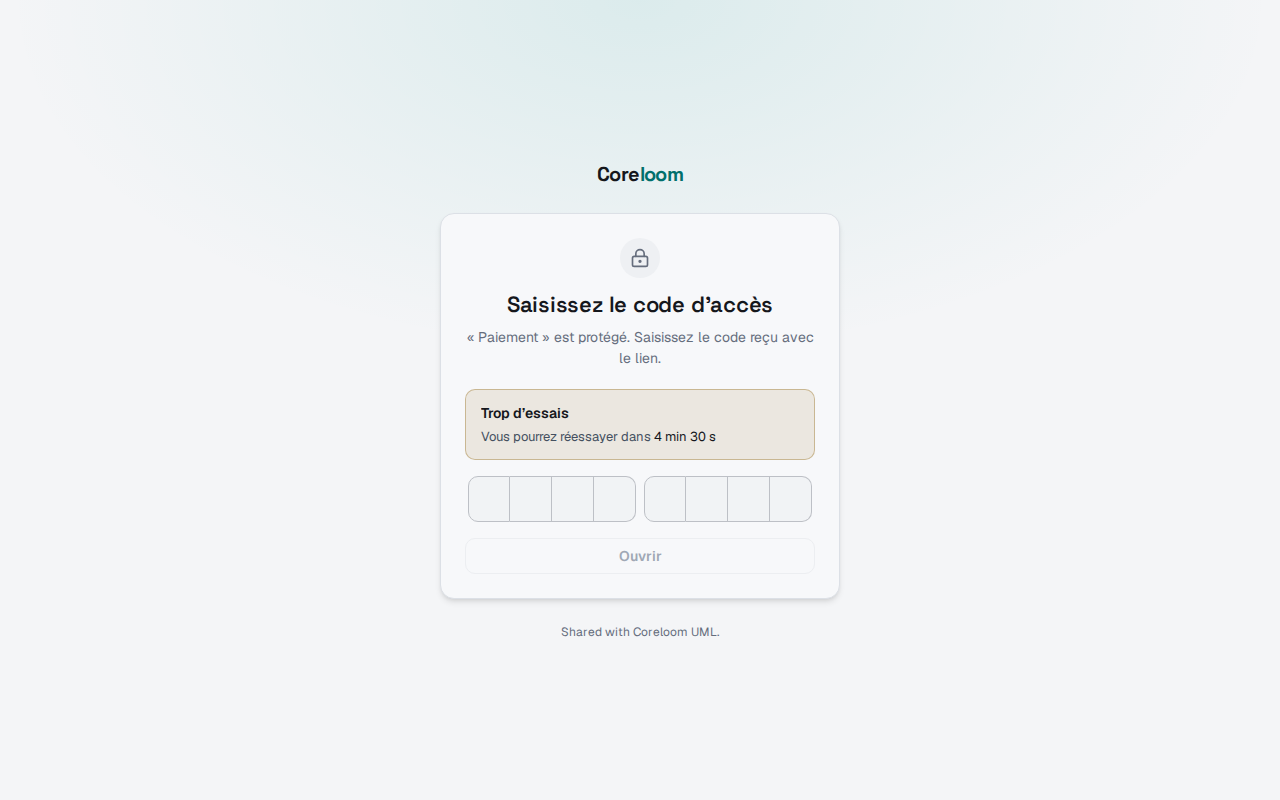 Coreloom
Saisissez le code d’accès
« Paiement » est protégé. Saisissez le code reçu avec
le lien.
Trop d’essais
Vous pourrez réessayer dans 4 min 30 s
Ouvrir
Shared with Coreloom UML.